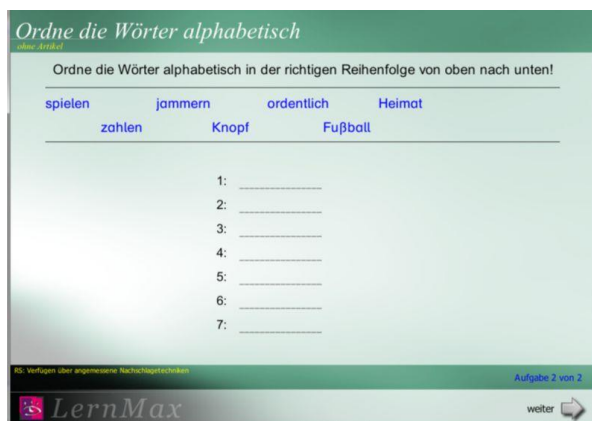 Ordne die Wörter alphabetisch
ohne Artikel
Ordne die Wörter alphabetisch in der richtigen Reihenfolge von oben nach unten!
spielen jammern ordentlich Heimat
zahlen Knopf Fußball
1:
2:
3:
4:
5:
6:
7:
RS: Verfügen über angemessene Nachschlagetechniken
Aufgabe 2 von 2
LernMax
weiter